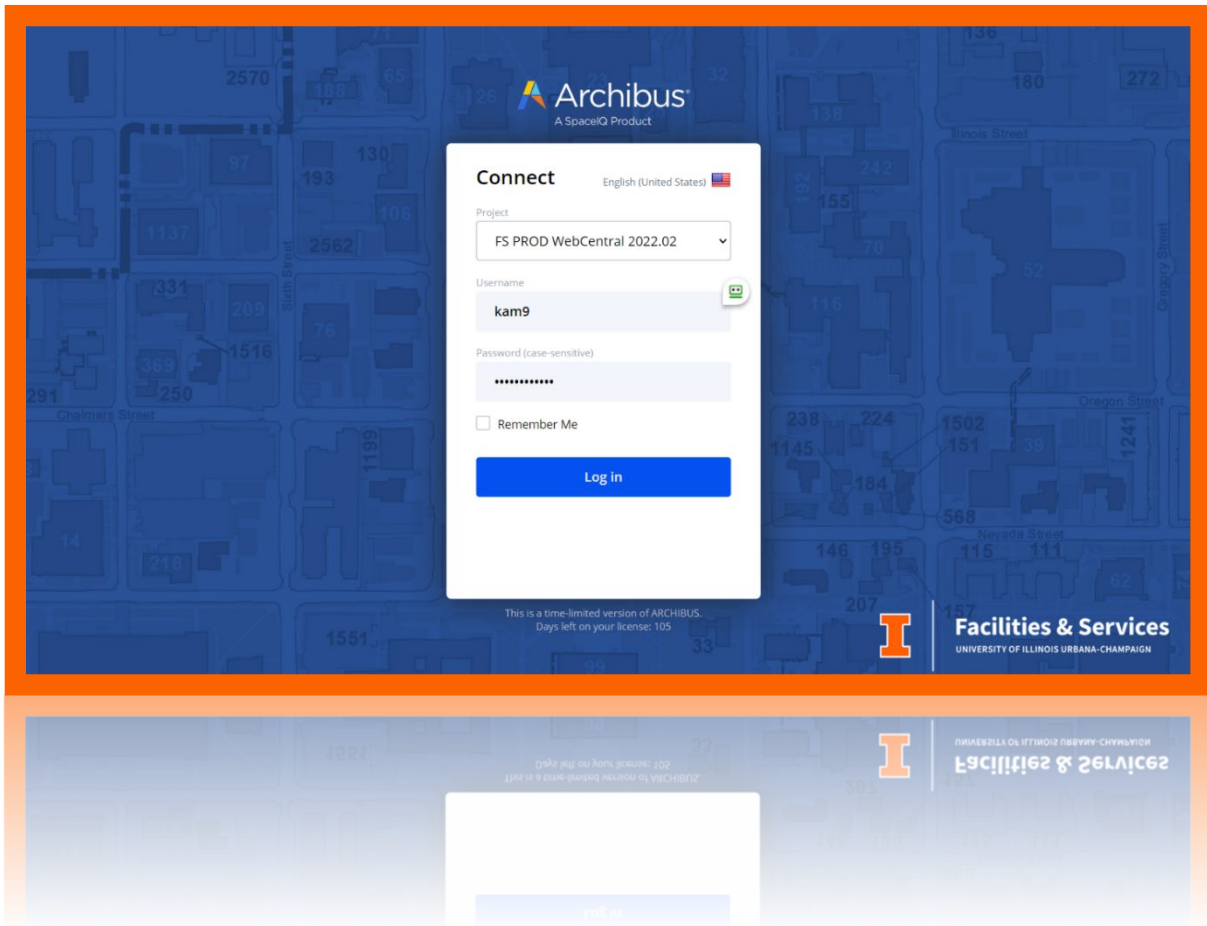 Archibus
A SpaceIQ Product
Connect
English (United States)
Project
FS PROD WebCentral 2022.02
Username
kam9
Password (case-sensitive)
••••••••••••
Remember Me
Log in
This is a time-limited version of ARCHIBUS.
Days left on your license: 105
Facilities & Services
UNIVERSITY OF ILLINOIS URBANA-CHAMPAIGN
136
71
2570
188
65
26
23
32
180
272
138
Illinois Street
97
130
193
106
192
242
155
1137
2562
70
52
Sixth Street
Gregory Street
331
209
76
116
1516
369
291
250
Chalmers Street
Oregon Street
238
224
1502
1199
1145
151
39
1241
184
568
14
216
Nevada Street
146
195
115
111
62
207
157
1551
33
99